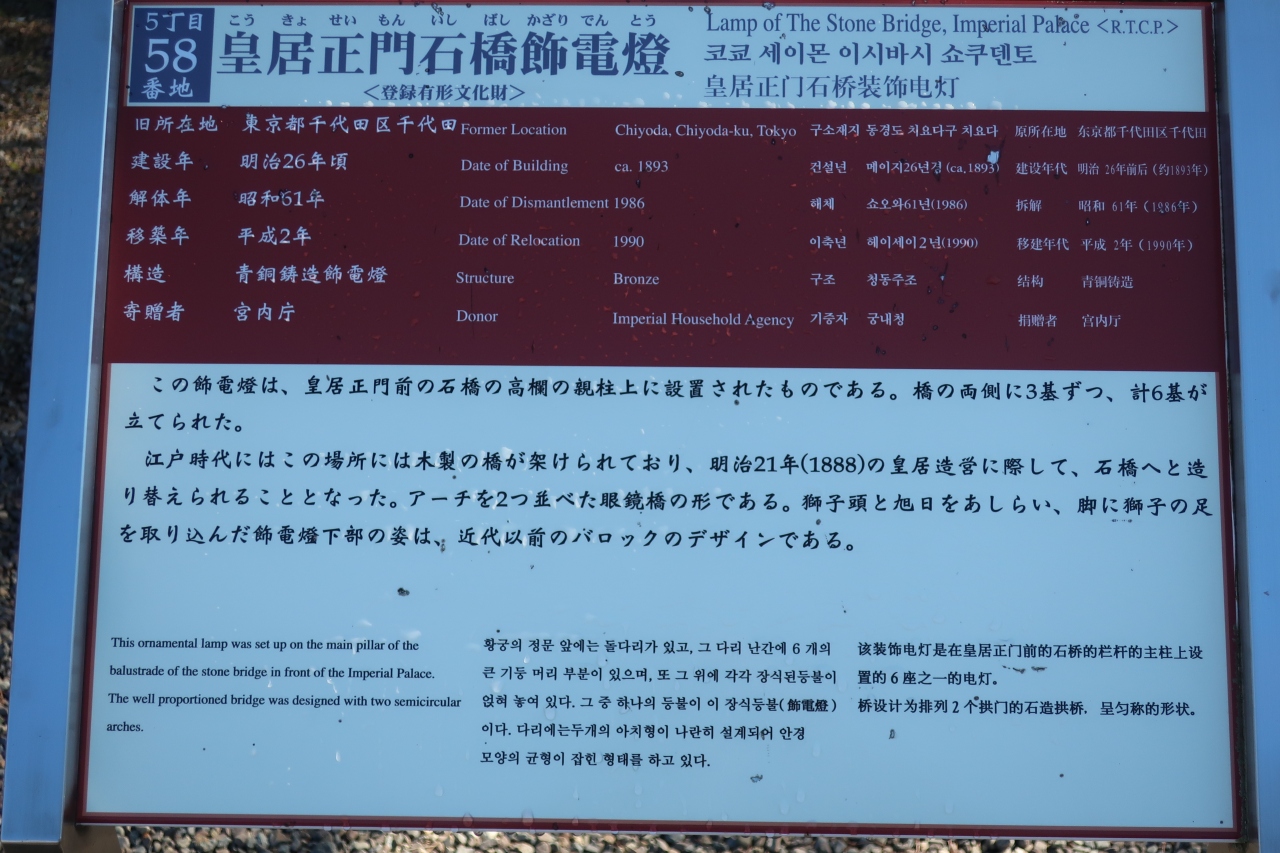 5丁目
58
番地
こう きょ せい もん いし ばし かざり でん とう
皇居正門石橋飾電燈
＜登録有形文化財＞
Lamp of The Stone Bridge, Imperial Palace <R.T.C.P.>
코쿄 세이몬 이시바시 쇼쿠덴토
皇居正门石桥装饰电灯
旧所在地 東京都千代田区千代田 Former Location Chiyoda, Chiyoda-ku, Tokyo 구소재지 동경도 치요다구 치요다 原所在地 东京都千代田区千代田
建設年 明治26年頃 Date of Building ca. 1893 건설년 메이지26년경 (ca,1893) 建设年代 明治 26年前后 (约1893年)
解体年 昭和61年 Date of Dismantlement 1986 해체 쇼오와61년(1986) 拆解 昭和 61年 (1986年)
移築年 平成2年 Date of Relocation 1990 이축년 헤이세이2년(1990) 移建年代 平成 2年 (1990年)
構造 青銅鋳造飾電燈 Structure Bronze 구조 청동주조 结构 青铜铸造
寄贈者 宮内庁 Donor Imperial Household Agency 기증자 궁내청 捐赠者 宫内厅
この飾電燈は、皇居正門前の石橋の高欄の親柱上に設置されたものである。橋の両側に3基ずつ、計6基が
立てられた。
江戸時代にはこの場所には木製の橋が架けられており、明治21年(1888)の皇居造営に際して、石橋へと造
り替えられることとなった。アーチを2つ並べた眼鏡橋の形である。獅子頭と旭日をあしらい、脚に獅子の足
を取り込んだ飾電燈下部の姿は、近代以前のバロックのデザインである。
This ornamental lamp was set up on the main pillar of the
balustrade of the stone bridge in front of the Imperial Palace.
The well proportioned bridge was designed with two semicircular
arches.
황궁의 정문 앞에는 돌다리가 있고, 그 다리 난간에 6 개의
큰 기둥 머리 부분이 있으며, 또 그 위에 각각 장식된등불이
얹혀 놓여 있다. 그 중 하나의 등불이 이 장식등불(飾電燈)
이다. 다리에는두개의 아치형이 나란히 설계되어 안경
모양의 균형이 잡힌 형태를 하고 있다.
该装饰电灯是在皇居正门前的石桥的栏杆的主柱上设
置的 6 座之一的电灯。
桥设计为排列 2 个拱门的石造拱桥. 呈匀称的形状。